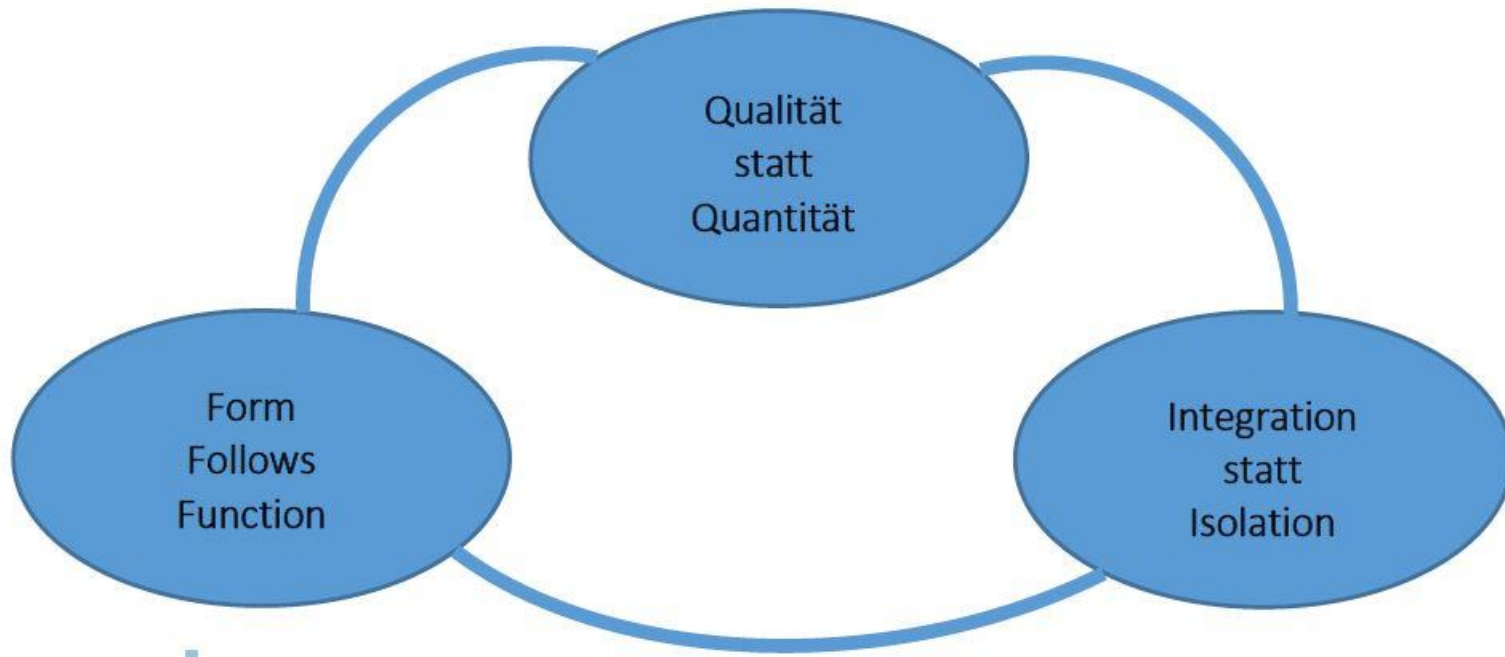 Qualität
statt
Quantität
Form
Follows
Function
Integration
statt
Isolation